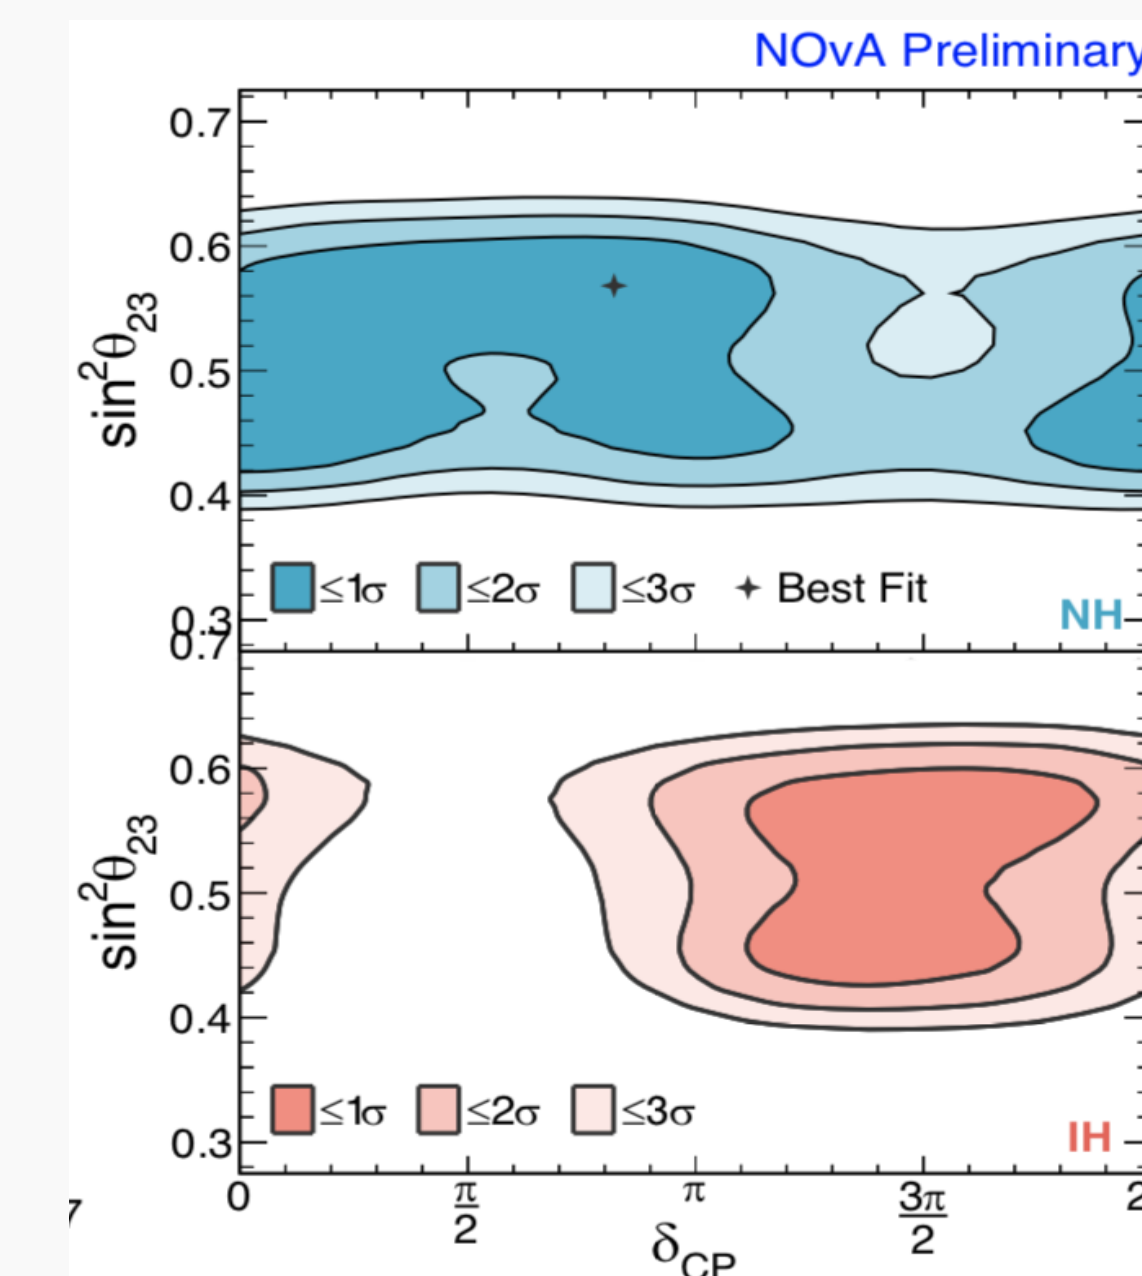 NOvA Preliminary
0.7
0.6
sin²θ₂₃
0.5
0.4
≤1σ ≤2σ ≤3σ Best Fit
0.3 NH
0.7
0.6
sin²θ₂₃
0.5
0.4
≤1σ ≤2σ ≤3σ
0.3 IH
0 π/2 π 3π/2 2
7
δCP